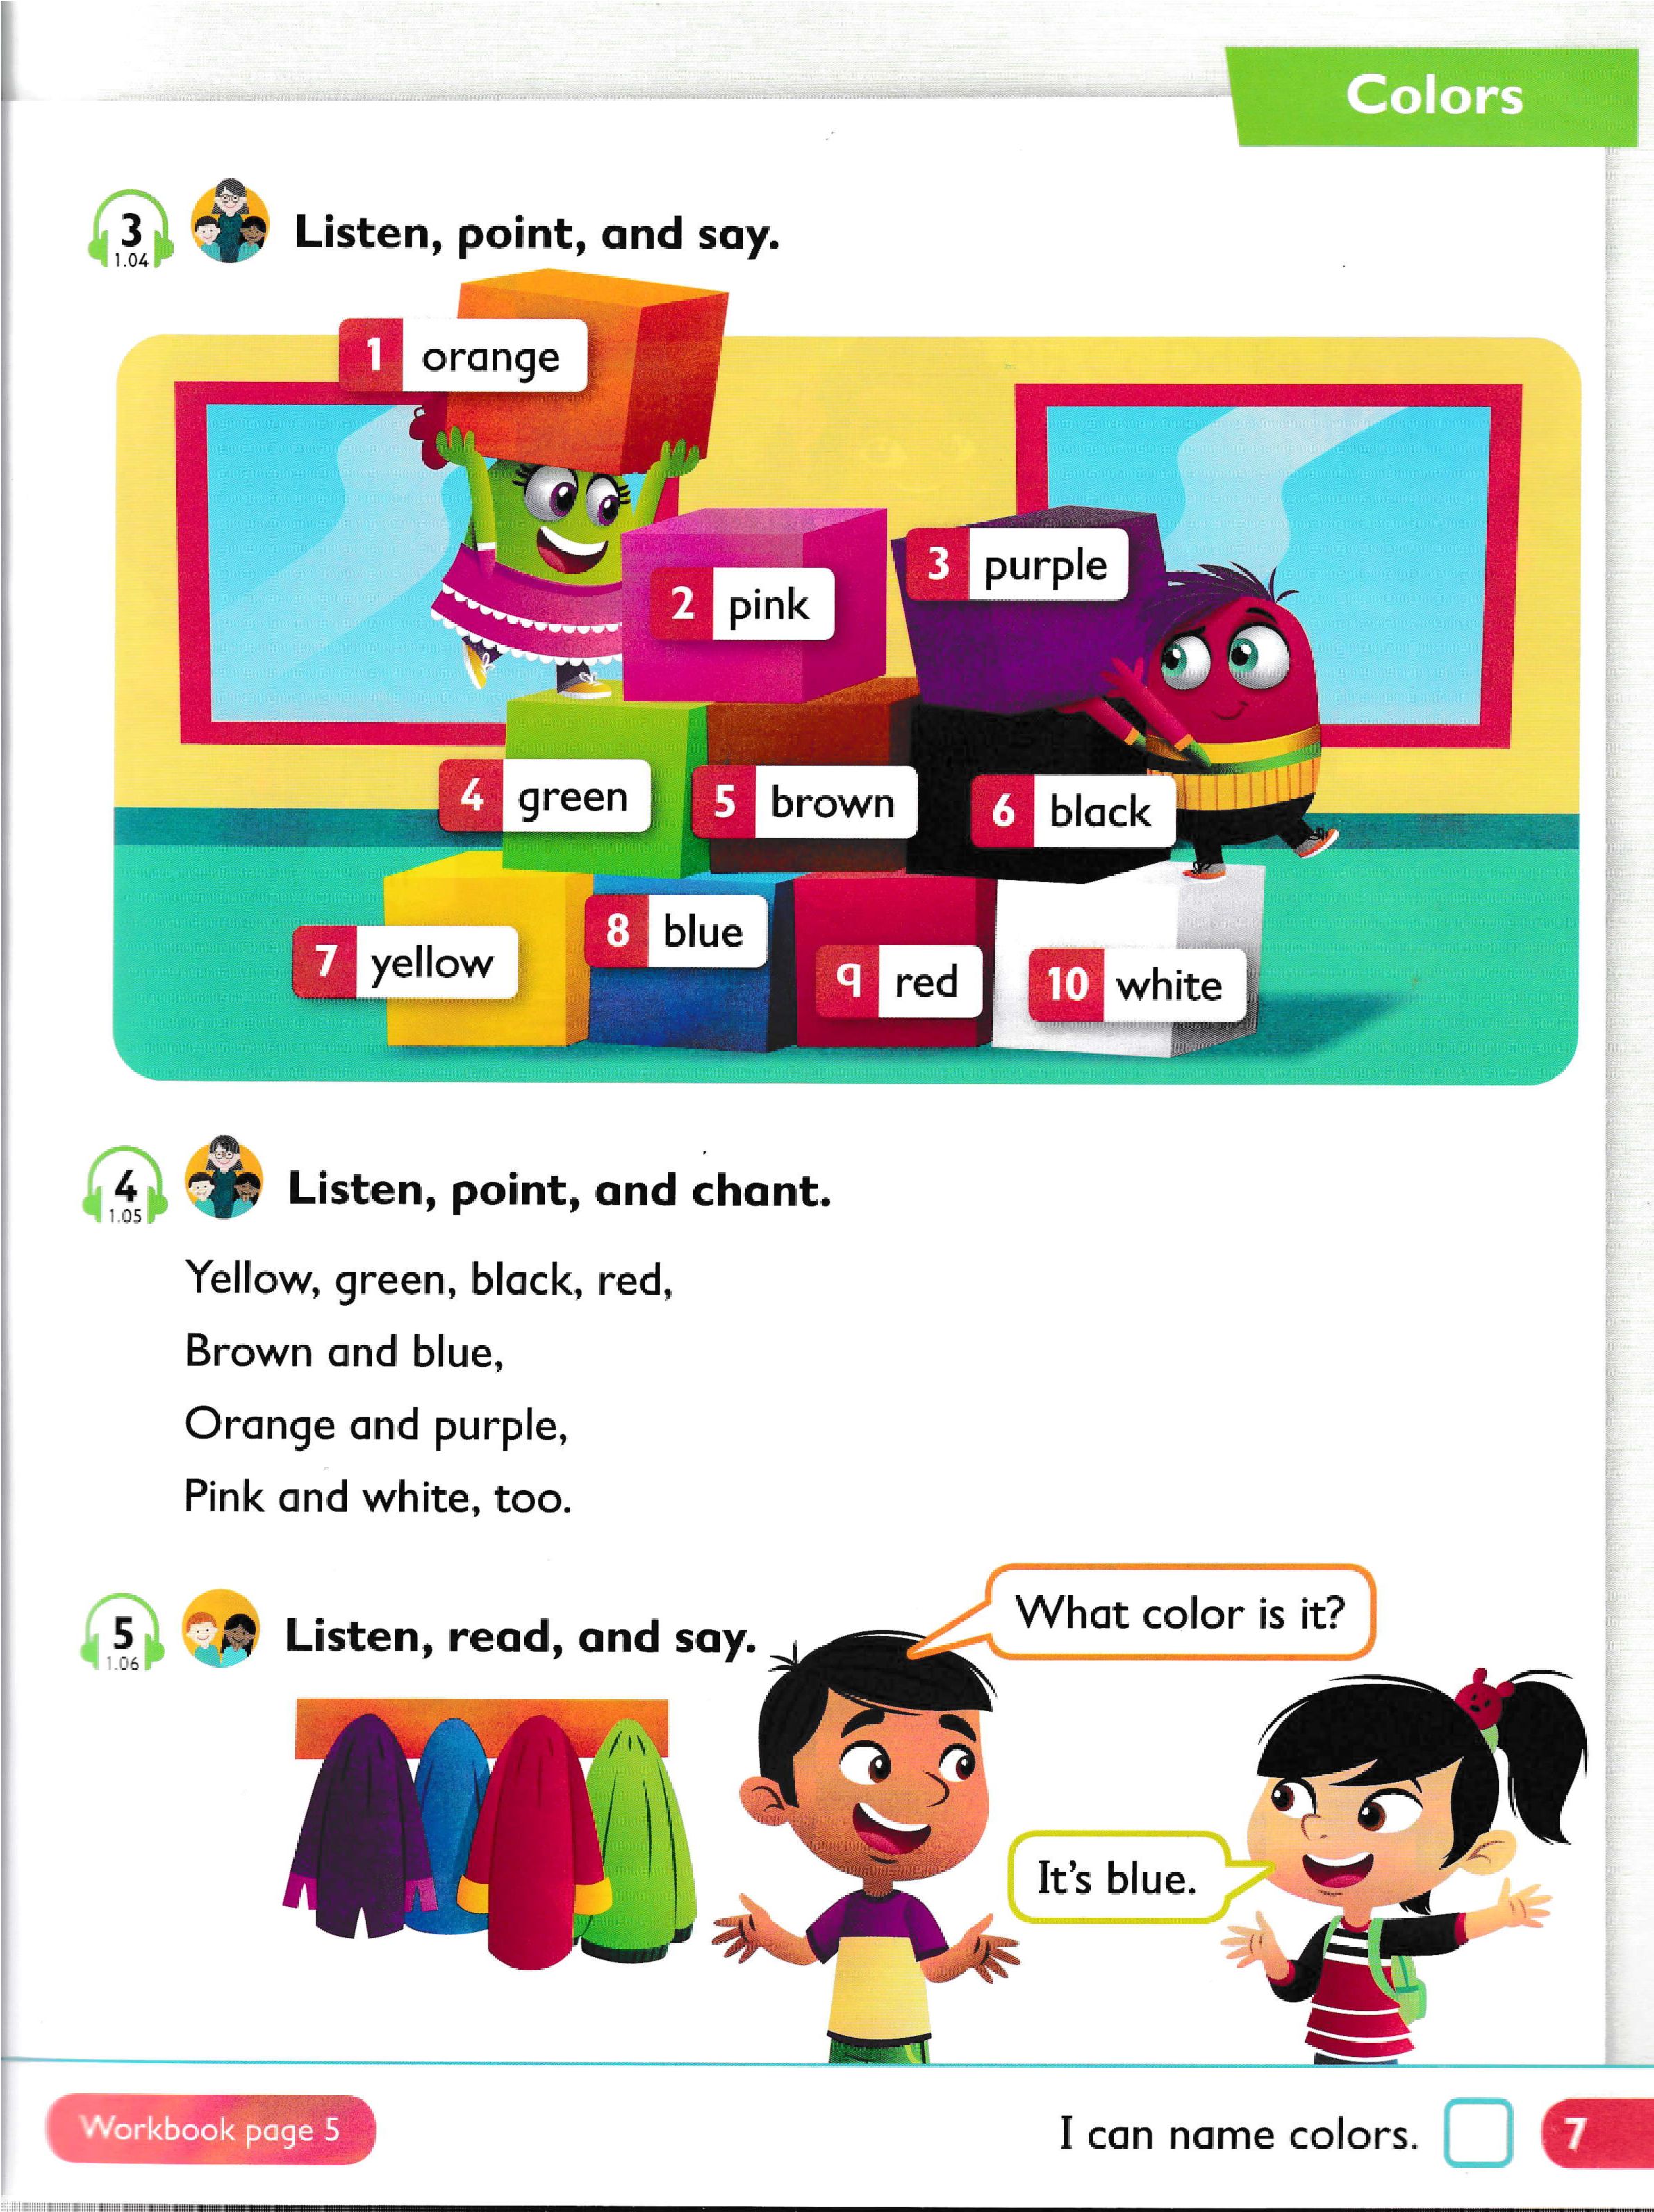 Colors
3
1.04
Listen, point, and say.
1 orange
2 pink
3 purple
4 green
5 brown
6 black
7 yellow
8 blue
9 red
10 white
4
1.05
Listen, point, and chant.
Yellow, green, black, red,
Brown and blue,
Orange and purple,
Pink and white, too.
5
1.06
Listen, read, and say.
What color is it?
It's blue.
Workbook page 5
I can name colors.
7